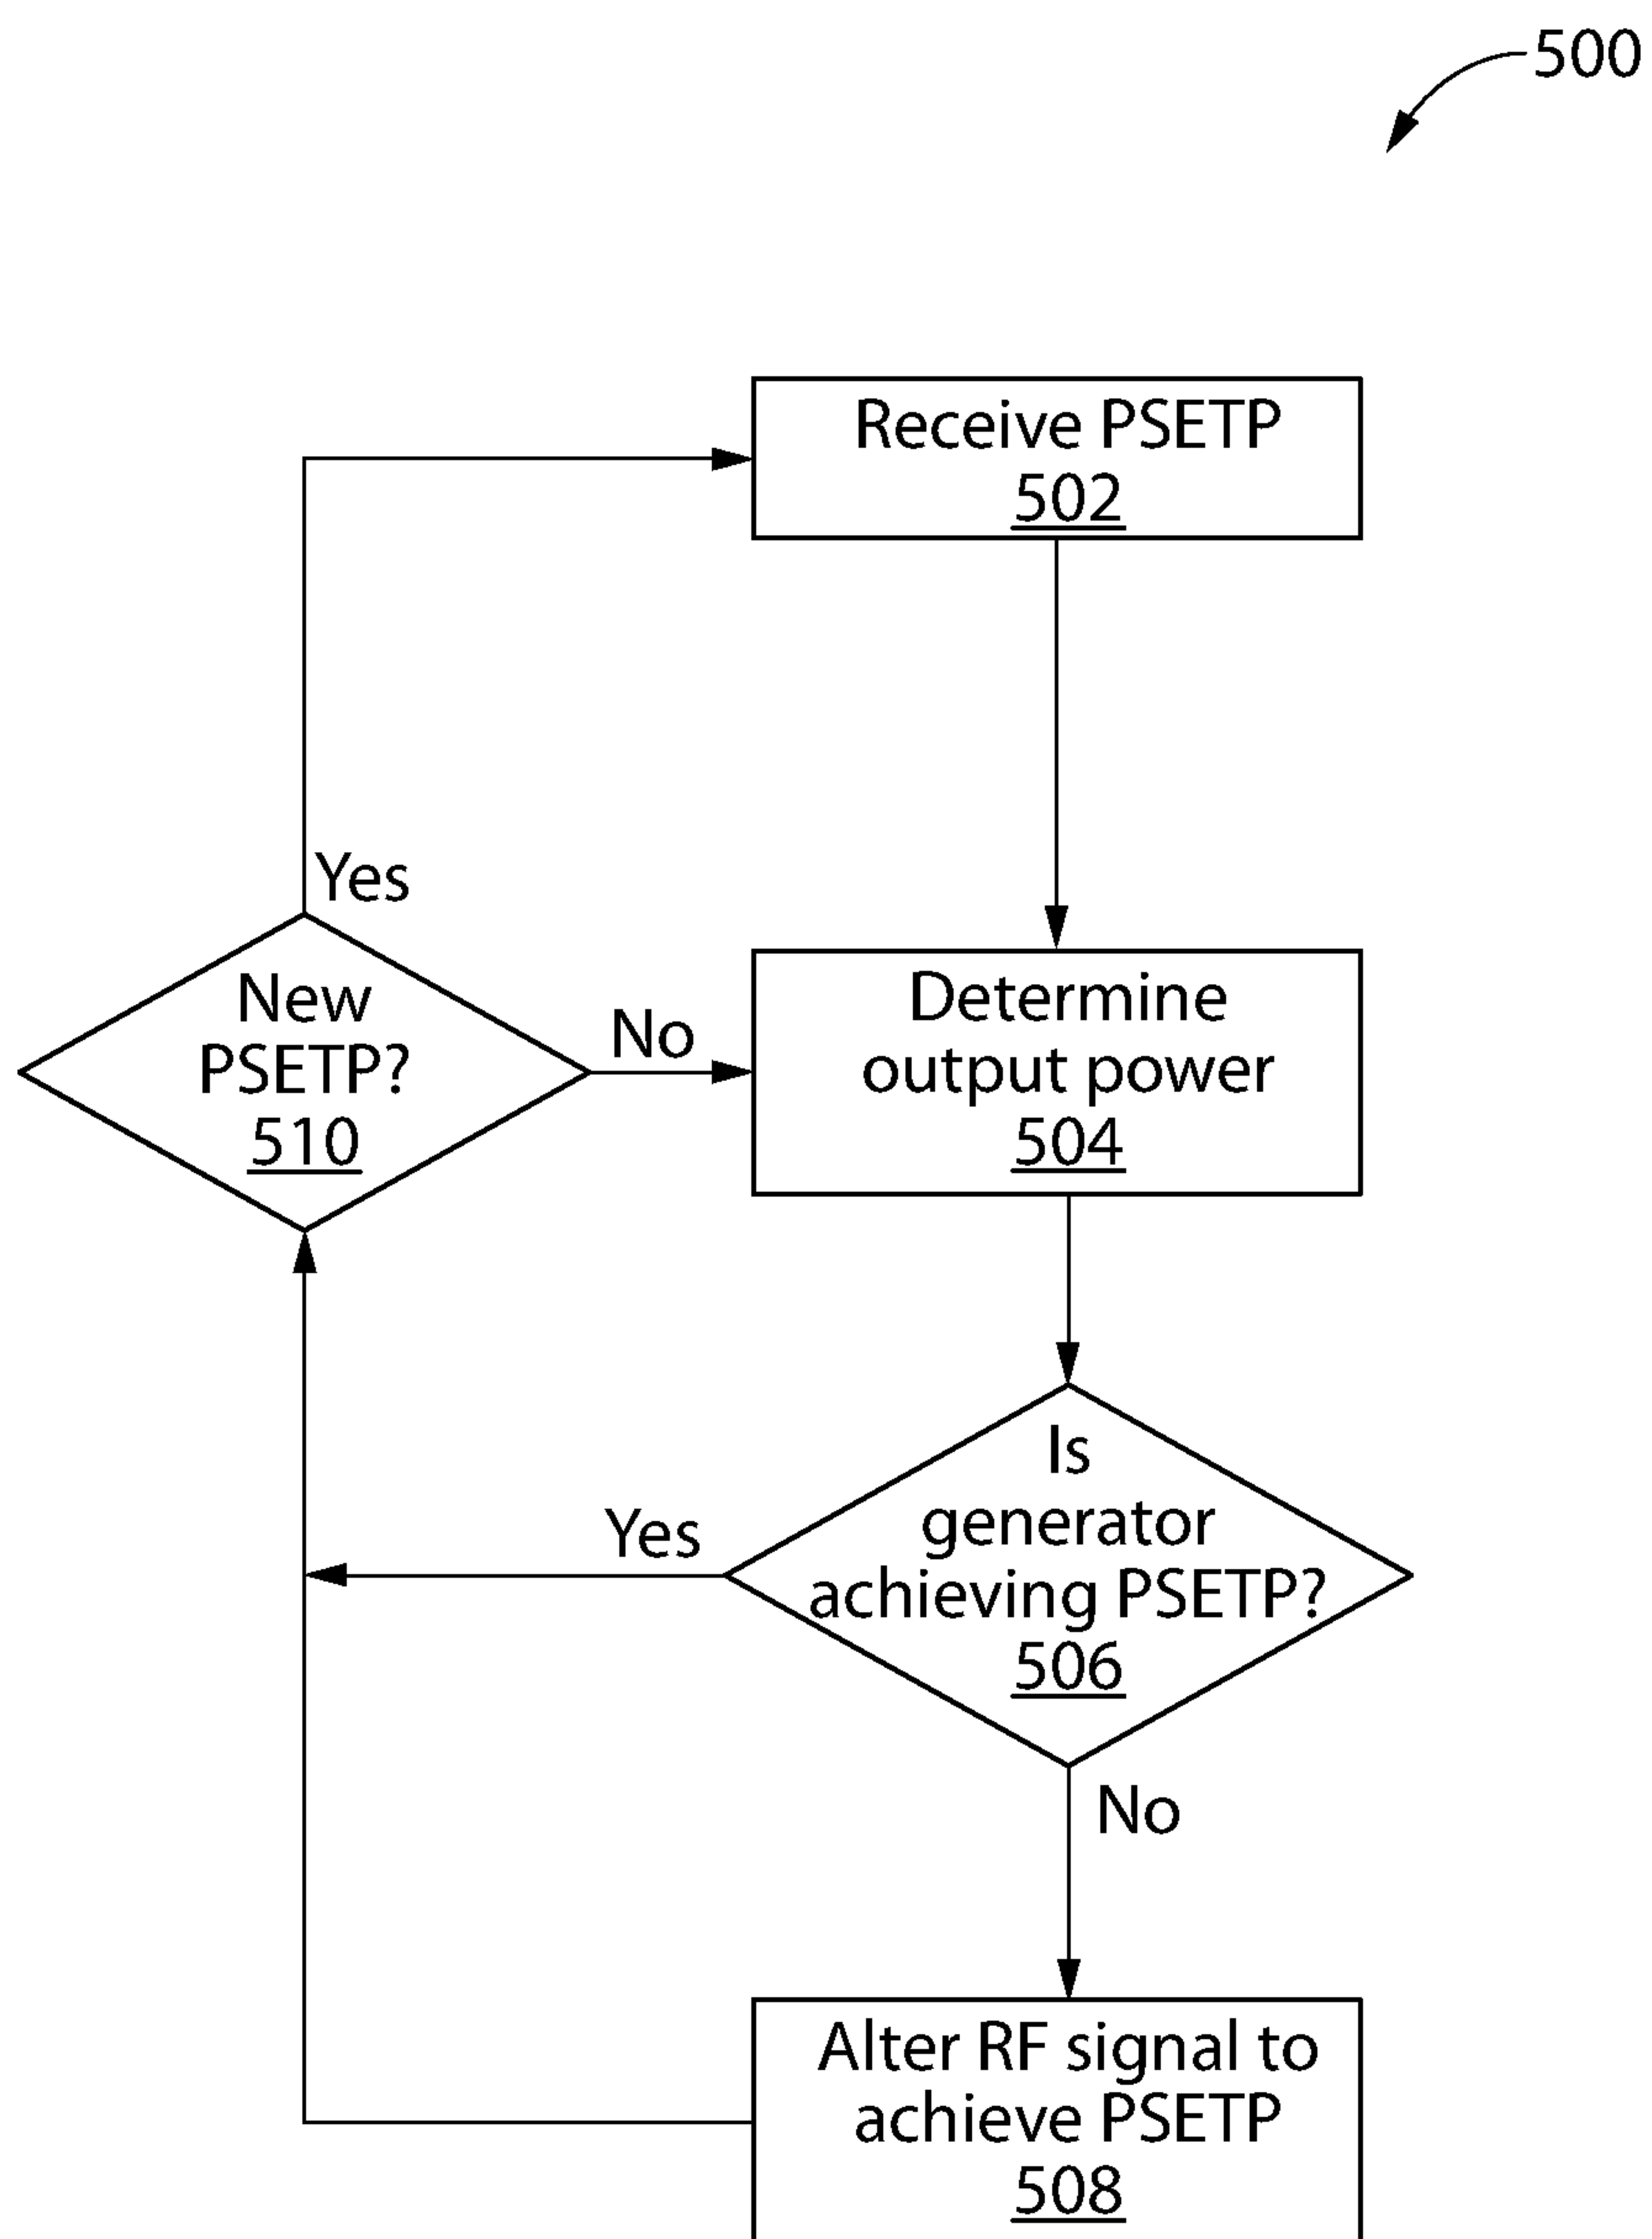 500
Receive PSETP
502
Yes
New
PSETP?
510
No
Determine
output power
504
Is
generator
achieving PSETP?
506
Yes
No
Alter RF signal to
achieve PSETP
508